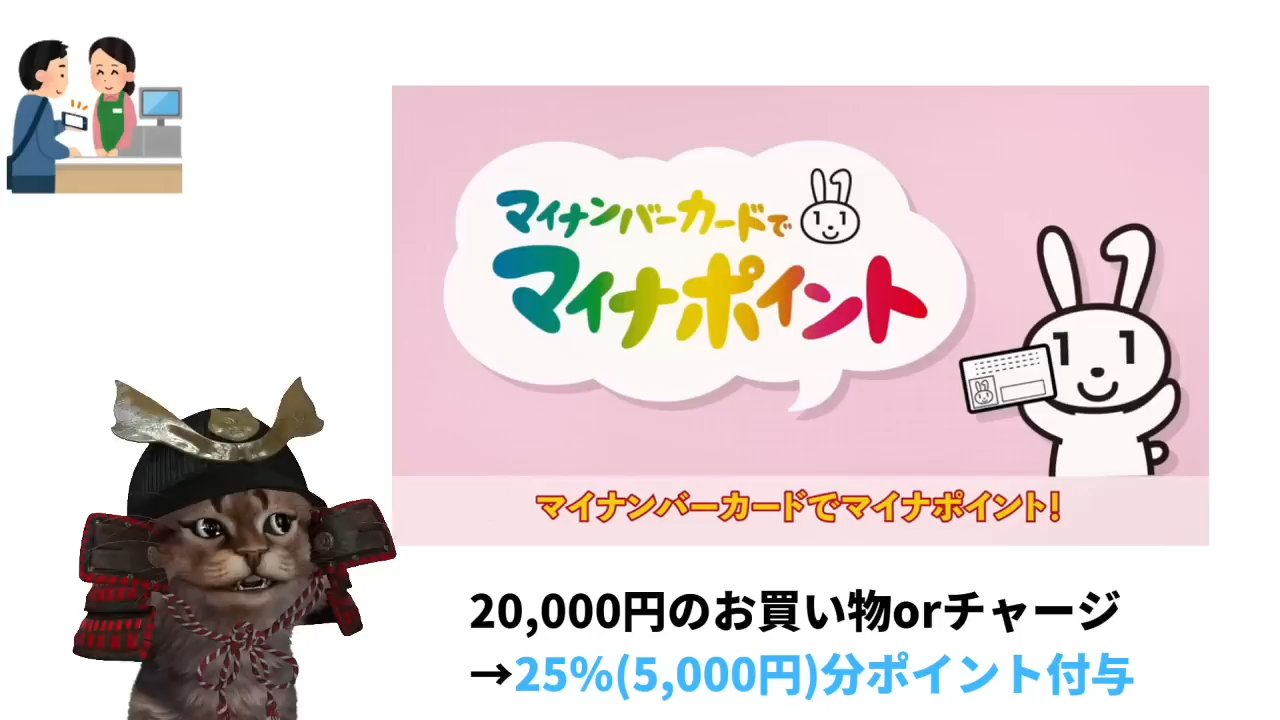 マイナンバーカードで
マイナポイント
マイナンバーカードでマイナポイント!
20,000円のお買い物orチャージ
→25%(5,000円)分ポイント付与